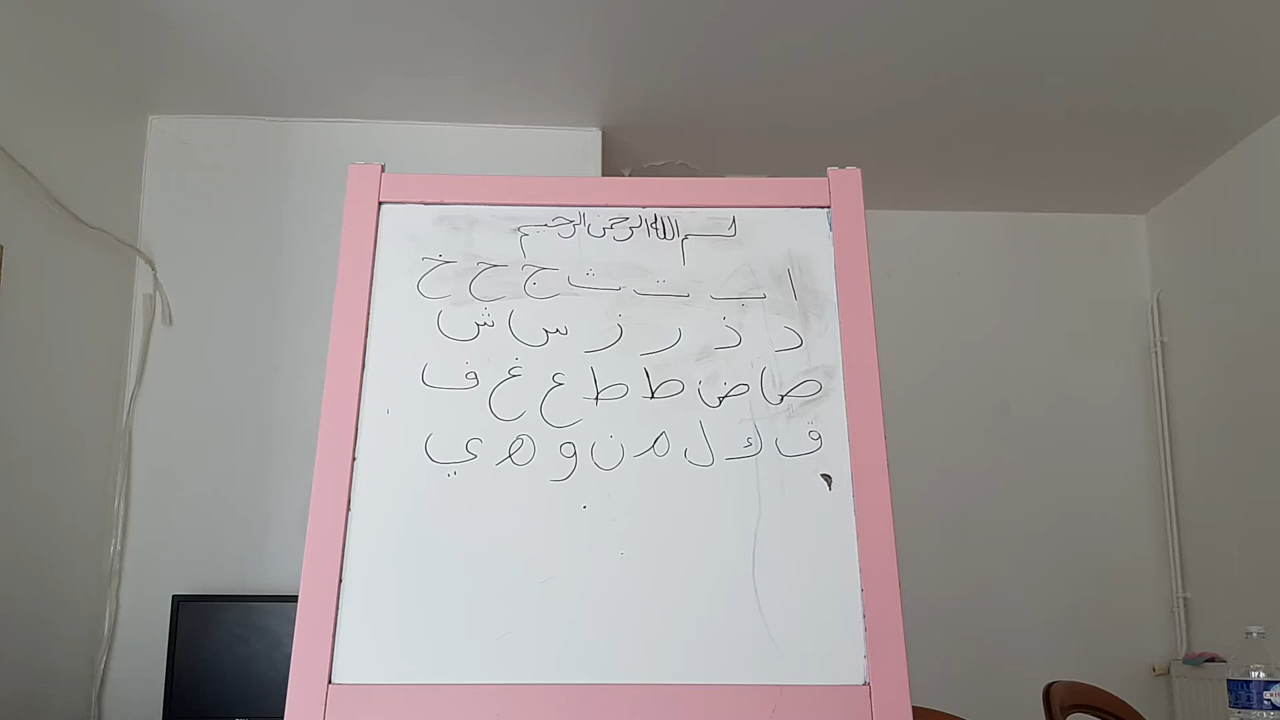 بسم الله الرحمن الرحيم
ا ب ت ث ج ح خ
د ذ ر ز س ش
ص ض ط ط ع غ ف
ق ك ل م ن و ه ي